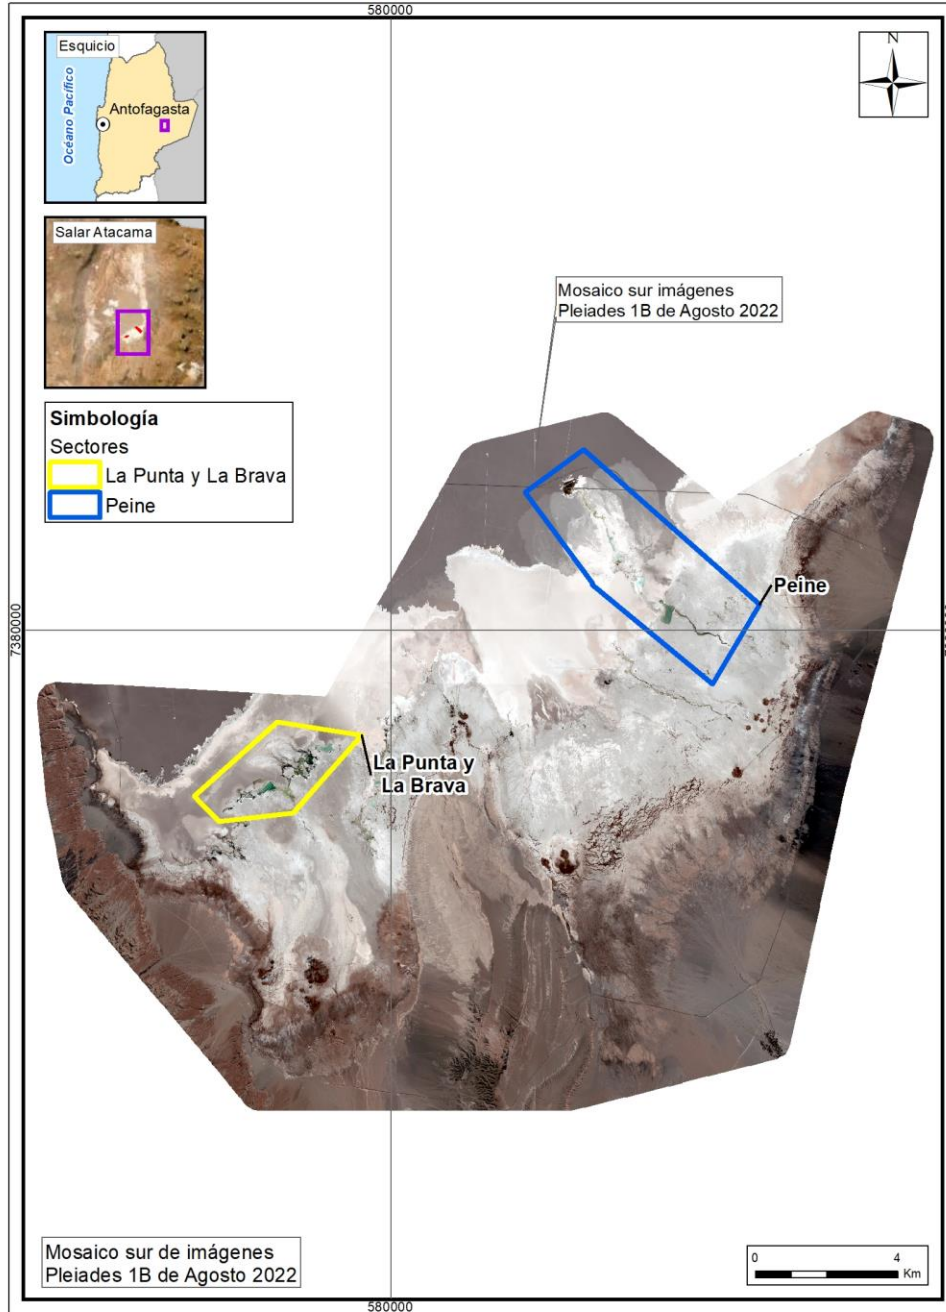 580000
Esquicio
Océano Pacífico
Antofagasta
N
Salar Atacama
Mosaico sur imágenes
Pleiades 1B de Agosto 2022
Simbología
Sectores
La Punta y La Brava
Peine
Peine
7380000
La Punta y
La Brava
Mosaico sur de imágenes
Pleiades 1B de Agosto 2022
0 4
Km
580000